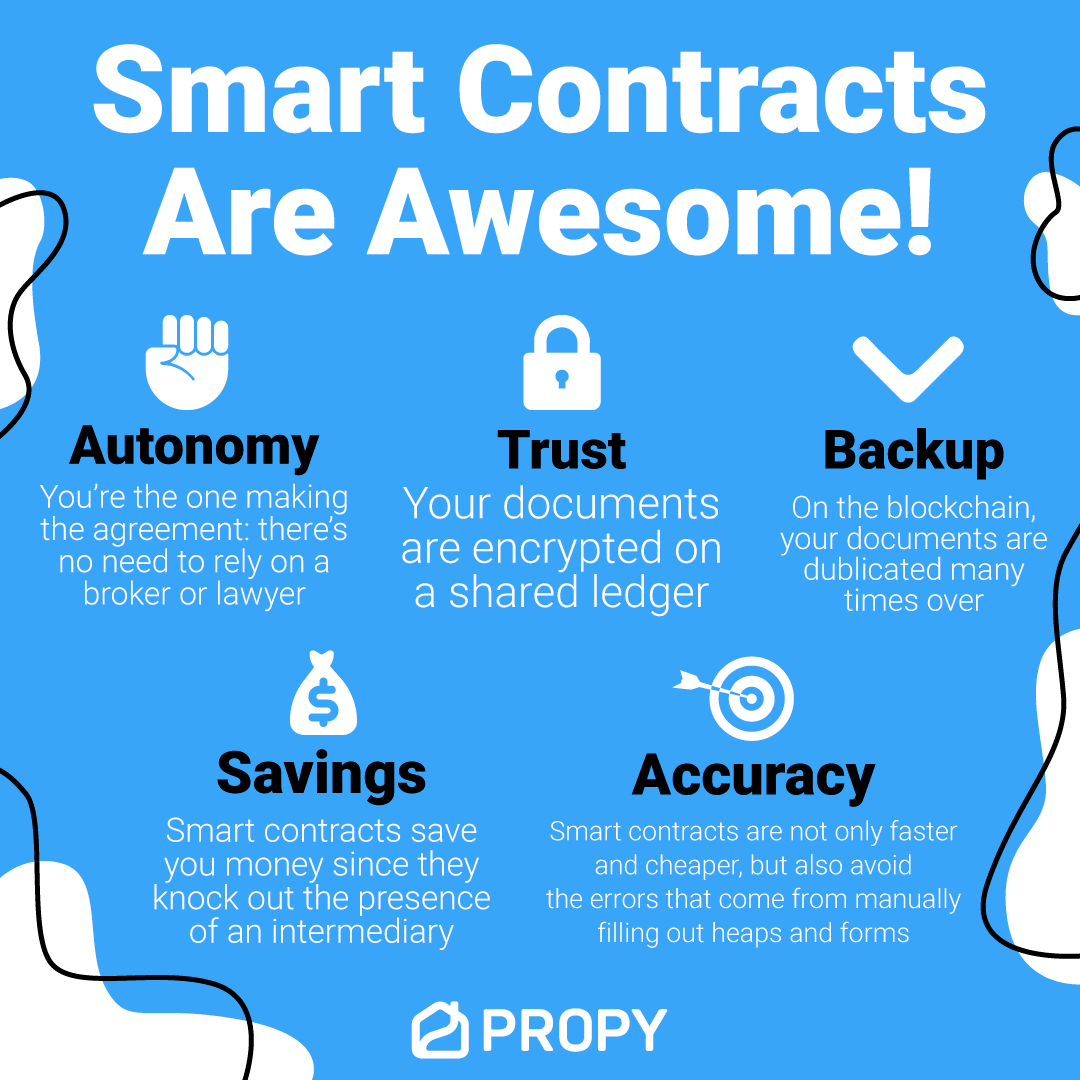 Smart Contracts
Are Awesome!
Autonomy
You’re the one making
the agreement: there’s
no need to rely on a
broker or lawyer
Trust
Your documents
are encrypted on
a shared ledger
Backup
On the blockchain,
your documents are
dublicated many
times over
Savings
Smart contracts save
you money since they
knock out the presence
of an intermediary
Accuracy
Smart contracts are not only faster
and cheaper, but also avoid
the errors that come from manually
filling out heaps and forms
PROPY